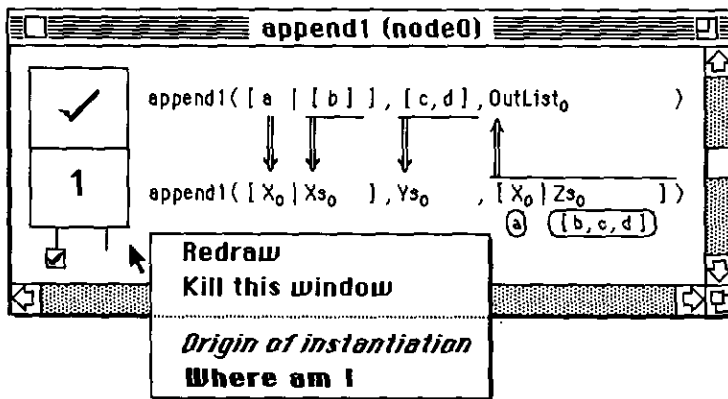 append1 (node0)
append1( [ a | [ b ] ] , [ c, d ] , OutList₀ )
1
append1( [ X₀ | Xs₀ ] , Ys₀ , [ X₀ | Zs₀ ] )
a [b, c, d]
Redraw
Kill this window
Origin of instantiation
Where am I